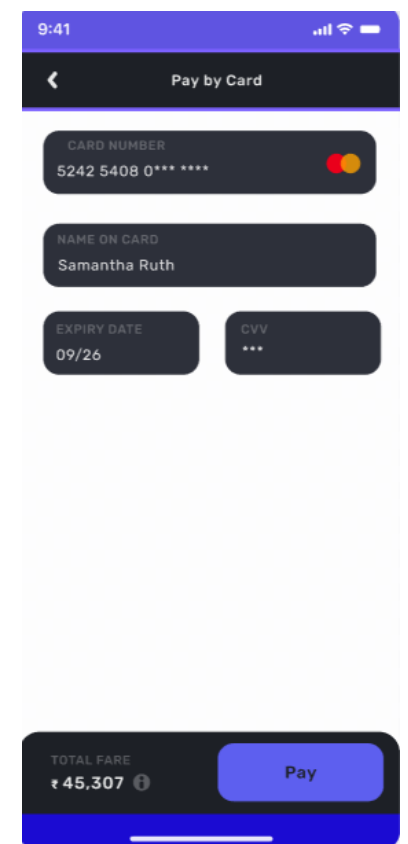 9:41
Pay by Card
CARD NUMBER
5242 5408 0*** ****
NAME ON CARD
Samantha Ruth
EXPIRY DATE
09/26
CVV
***
TOTAL FARE
₹ 45,307
Pay